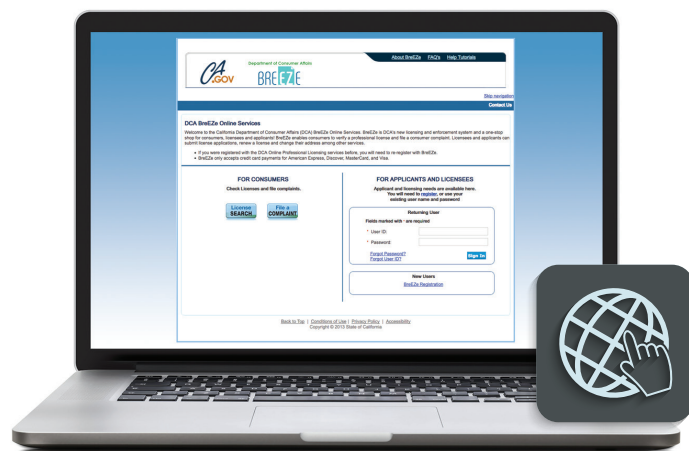 CA
.GOV
Department of Consumer Affairs
BREEZE
About BreEZe FAQ's Help Tutorials
Skip navigation
Contact Us
DCA BreEZe Online Services
Welcome to the California Department of Consumer Affairs (DCA) BreEZe Online Services. BreEZe is DCA's new licensing and enforcement system and a one-stop
shop for consumers, licensees and applicants! BreEZe enables consumers to verify a professional license and file a consumer complaint. Licensees and applicants can
submit license applications, renew a license and change their address among other services.
• If you were registered with the DCA Online Professional Licensing services before, you will need to re-register with BreEZe.
• BreEZe only accepts credit card payments for American Express, Discover, MasterCard, and Visa.
FOR CONSUMERS
Check Licenses and file complaints.
License
SEARCH
File a
COMPLAINT
FOR APPLICANTS AND LICENSEES
Applicant and licensing needs are available here.
You will need to register, or use your
existing user name and password
Returning User
Fields marked with * are required
* User ID:
* Password:
Forgot Password?
Forgot User ID?
Sign In
New Users
BreEZe Registration
Back to Top | Conditions of Use | Privacy Policy | Accessibility
Copyright © 2013 State of California